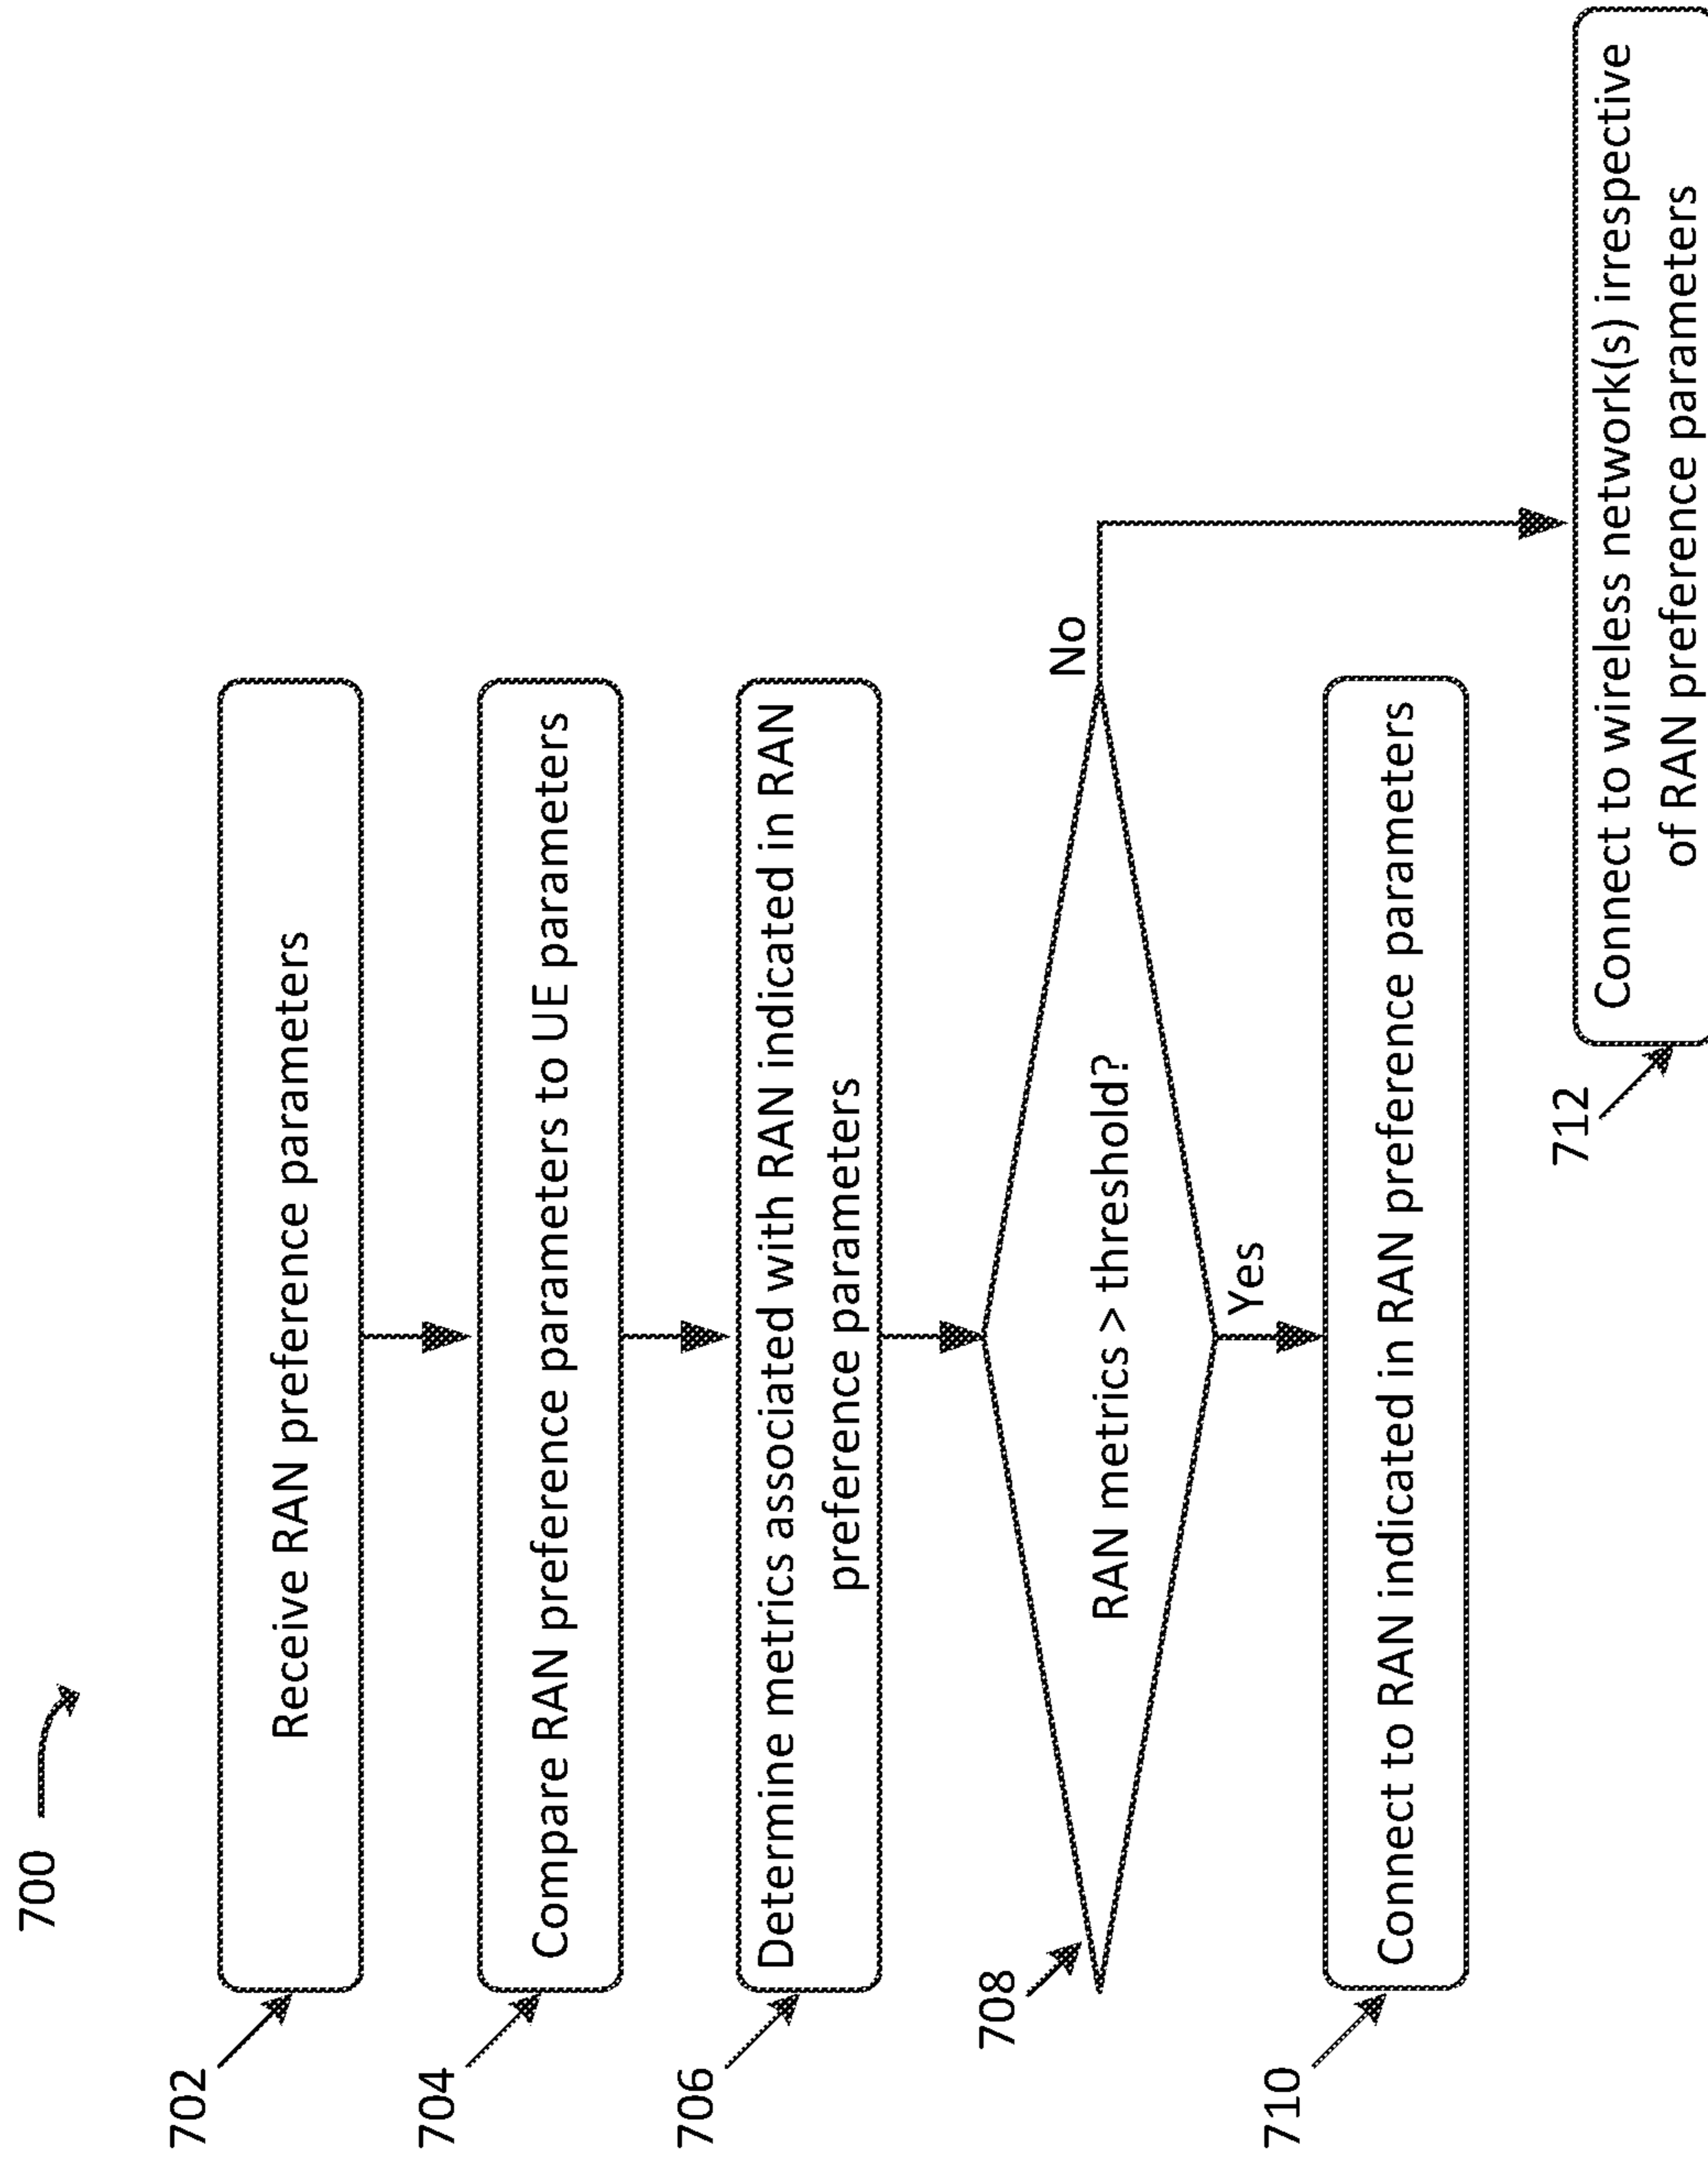 700
702
Receive RAN preference parameters
704
Compare RAN preference parameters to UE parameters
706
Determine metrics associated with RAN indicated in RAN
preference parameters
708
RAN metrics > threshold?
No
Yes
710
Connect to RAN indicated in RAN preference parameters
712
Connect to wireless network(s) irrespective
of RAN preference parameters